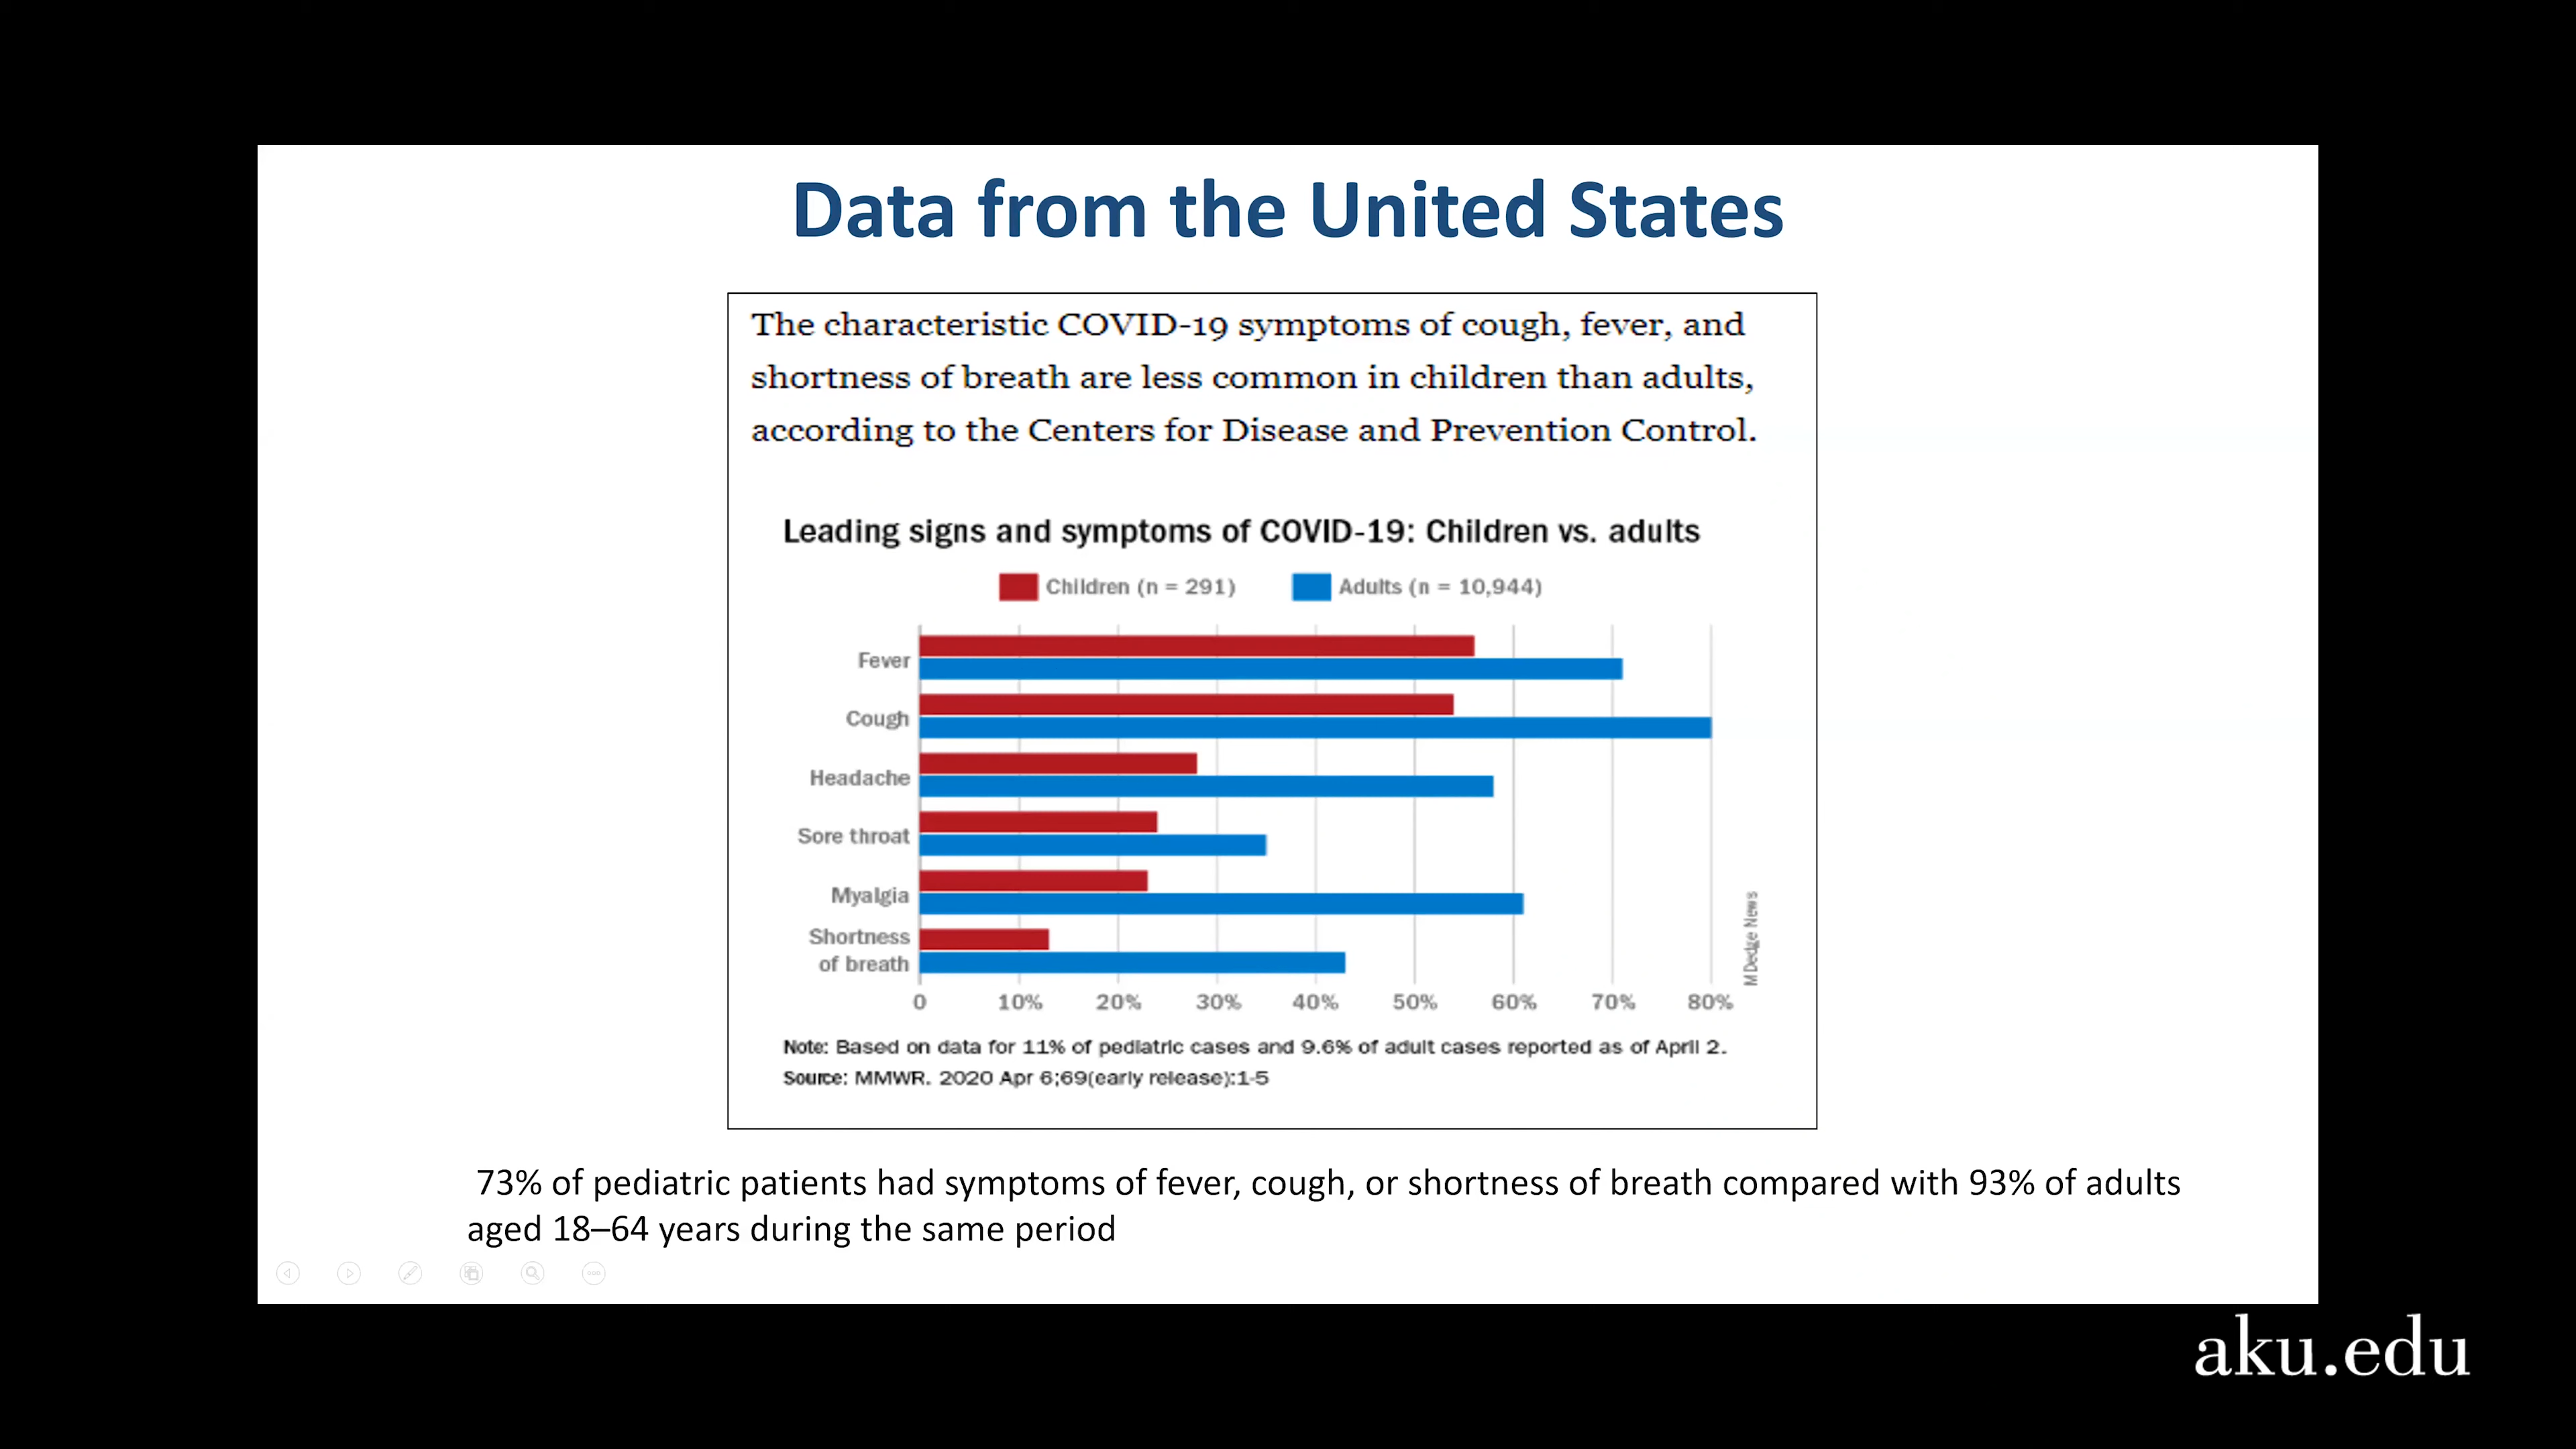 Data from the United States
The characteristic COVID-19 symptoms of cough, fever, and
shortness of breath are less common in children than adults,
according to the Centers for Disease and Prevention Control.
Leading signs and symptoms of COVID-19: Children vs. adults
Children (n = 291) Adults (n = 10,944)
Fever
Cough
Headache
Sore throat
Myalgia
Shortness
of breath
0 10% 20% 30% 40% 50% 60% 70% 80%
MDedge News
Note: Based on data for 11% of pediatric cases and 9.6% of adult cases reported as of April 2.
Source: MMWR. 2020 Apr 6;69(early release):1-5
73% of pediatric patients had symptoms of fever, cough, or shortness of breath compared with 93% of adults
aged 18–64 years during the same period
aku.edu